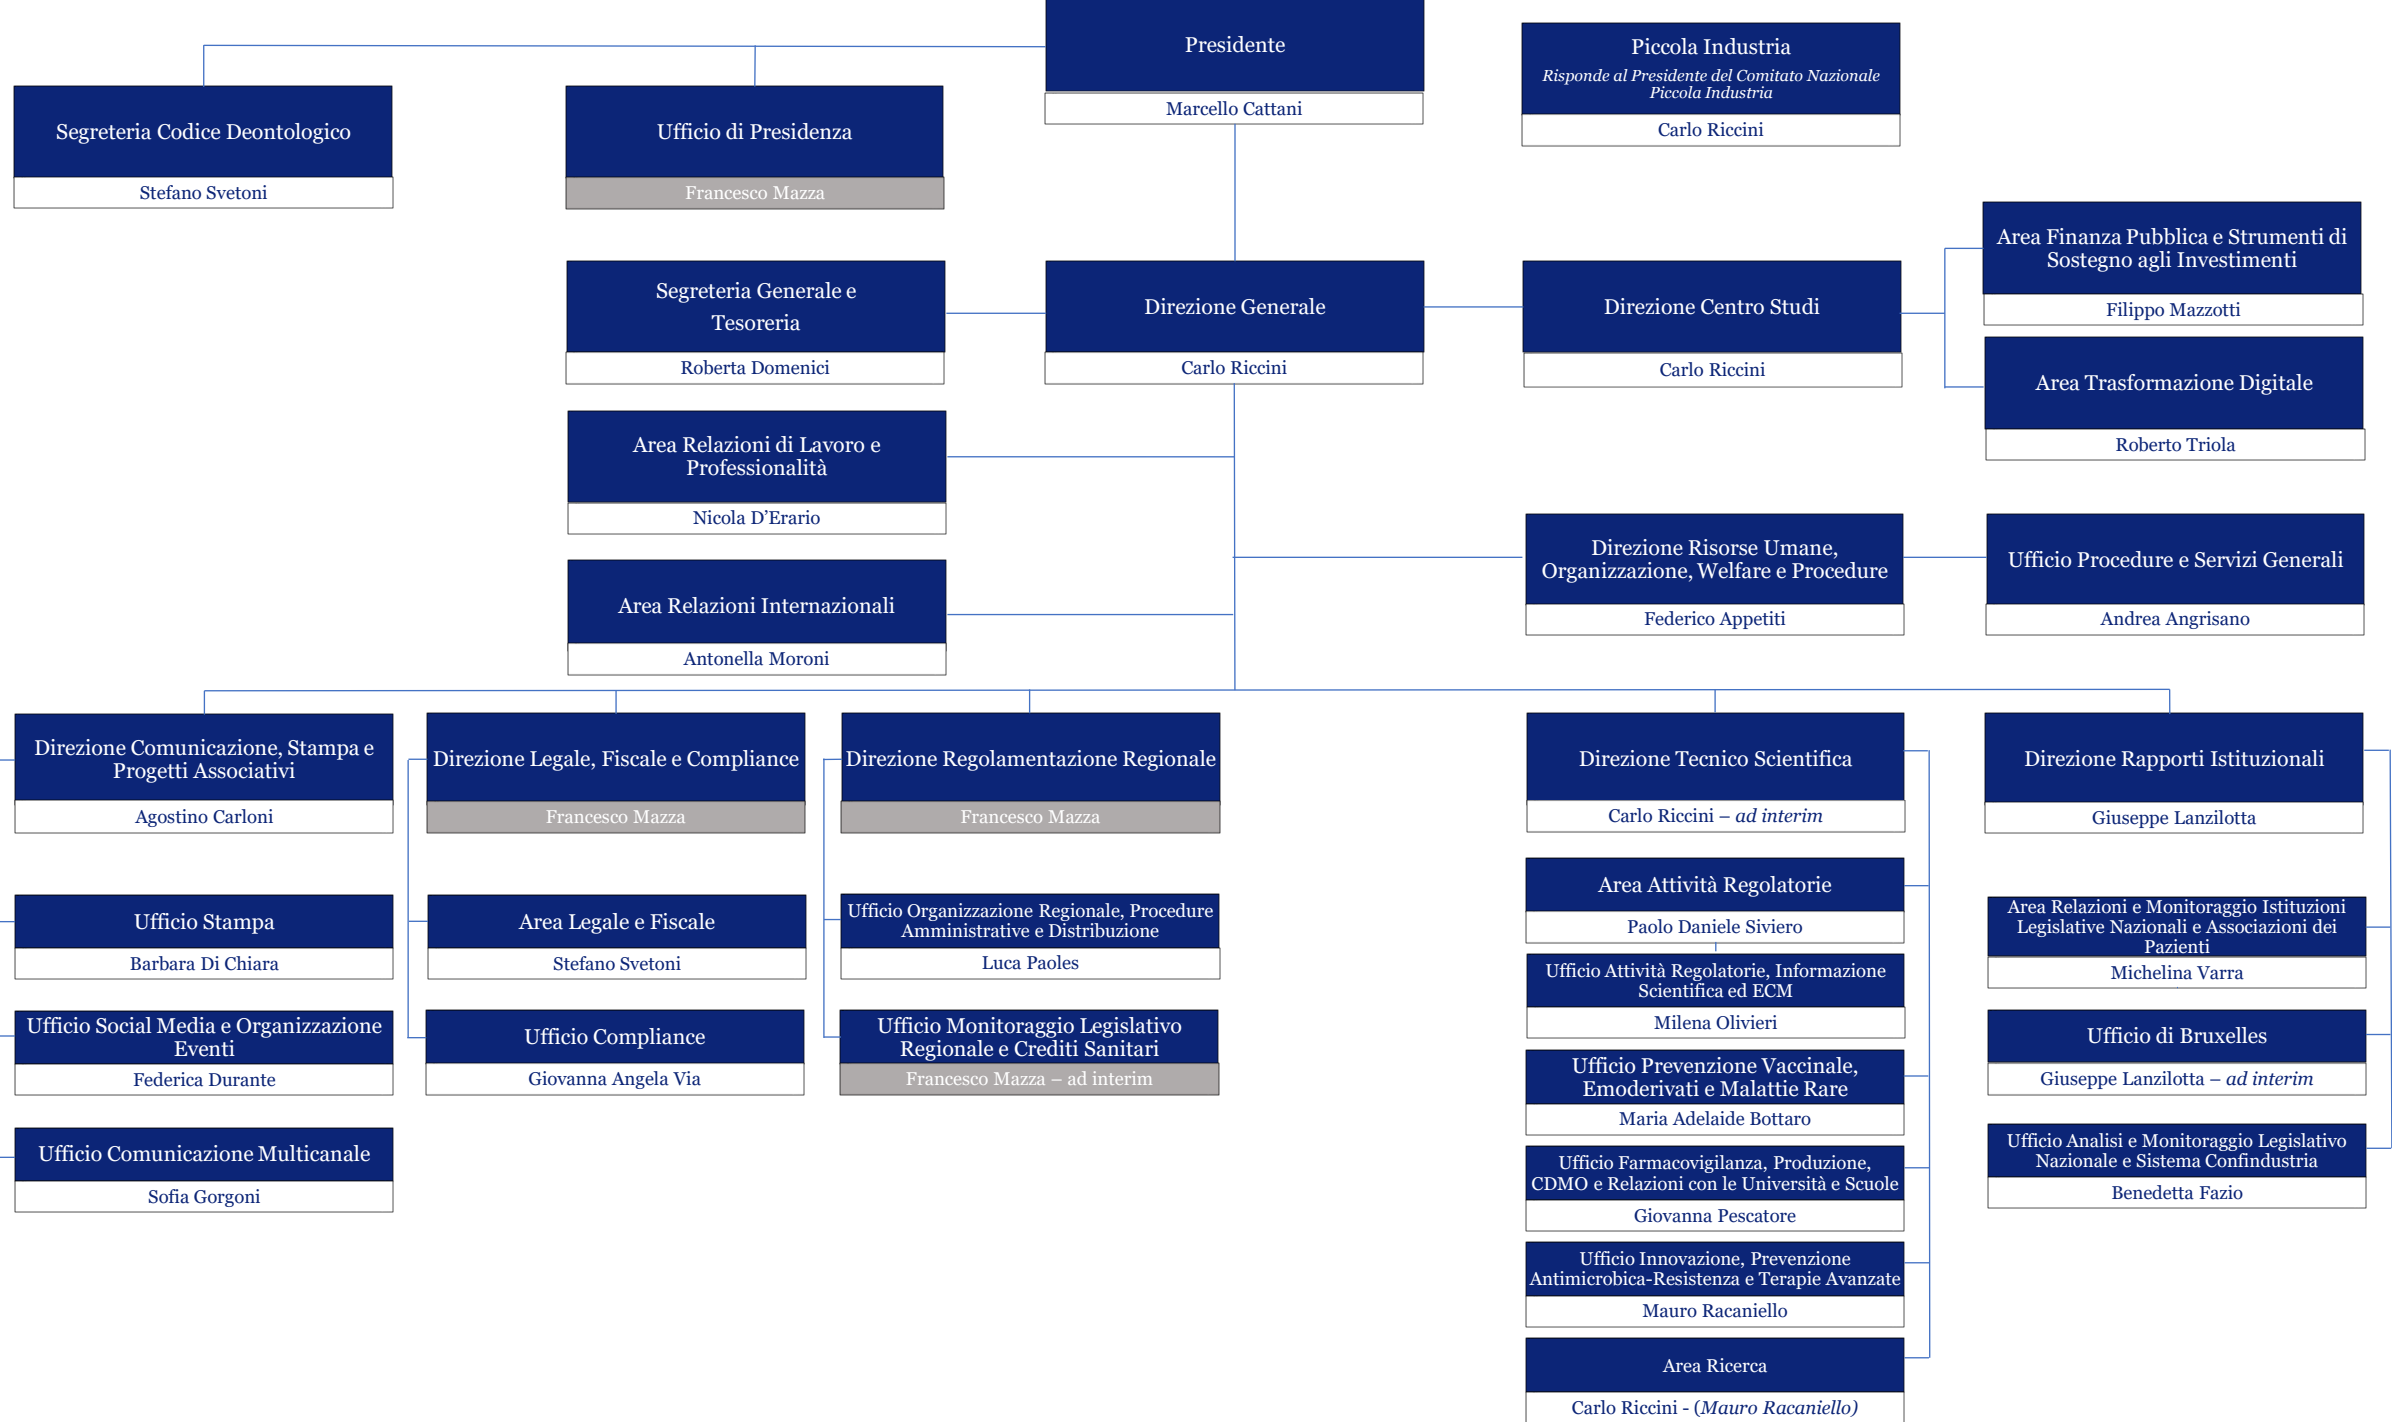 Presidente
Marcello Cattani
Piccola Industria
Risponde al Presidente del Comitato Nazionale
Piccola Industria
Carlo Riccini
Segreteria Codice Deontologico
Stefano Svetoni
Ufficio di Presidenza
Francesco Mazza
Segreteria Generale e
Tesoreria
Roberta Domenici
Direzione Generale
Carlo Riccini
Direzione Centro Studi
Carlo Riccini
Area Finanza Pubblica e Strumenti di
Sostegno agli Investimenti
Filippo Mazzotti
Area Trasformazione Digitale
Roberto Triola
Area Relazioni di Lavoro e
Professionalità
Nicola D’Erario
Direzione Risorse Umane,
Organizzazione, Welfare e Procedure
Federico Appetiti
Ufficio Procedure e Servizi Generali
Andrea Angrisano
Area Relazioni Internazionali
Antonella Moroni
Direzione Comunicazione, Stampa e
Progetti Associativi
Agostino Carloni
Ufficio Stampa
Barbara Di Chiara
Ufficio Social Media e Organizzazione
Eventi
Federica Durante
Ufficio Comunicazione Multicanale
Sofia Gorgoni
Direzione Legale, Fiscale e Compliance
Francesco Mazza
Area Legale e Fiscale
Stefano Svetoni
Ufficio Compliance
Giovanna Angela Via
Direzione Regolamentazione Regionale
Francesco Mazza
Ufficio Organizzazione Regionale, Procedure
Amministrative e Distribuzione
Luca Paoles
Ufficio Monitoraggio Legislativo
Regionale e Crediti Sanitari
Francesco Mazza – ad interim
Direzione Tecnico Scientifica
Carlo Riccini – ad interim
Area Attività Regolatorie
Paolo Daniele Siviero
Ufficio Attività Regolatorie, Informazione
Scientifica ed ECM
Milena Olivieri
Ufficio Prevenzione Vaccinale,
Emoderivati e Malattie Rare
Maria Adelaide Bottaro
Ufficio Farmacovigilanza, Produzione,
CDMO e Relazioni con le Università e Scuole
Giovanna Pescatore
Ufficio Innovazione, Prevenzione
Antimicrobica-Resistenza e Terapie Avanzate
Mauro Racaniello
Area Ricerca
Carlo Riccini - (Mauro Racaniello)
Direzione Rapporti Istituzionali
Giuseppe Lanzilotta
Area Relazioni e Monitoraggio Istituzioni
Legislative Nazionali e Associazioni dei
Pazienti
Michelina Varra
Ufficio di Bruxelles
Giuseppe Lanzilotta – ad interim
Ufficio Analisi e Monitoraggio Legislativo
Nazionale e Sistema Confindustria
Benedetta Fazio